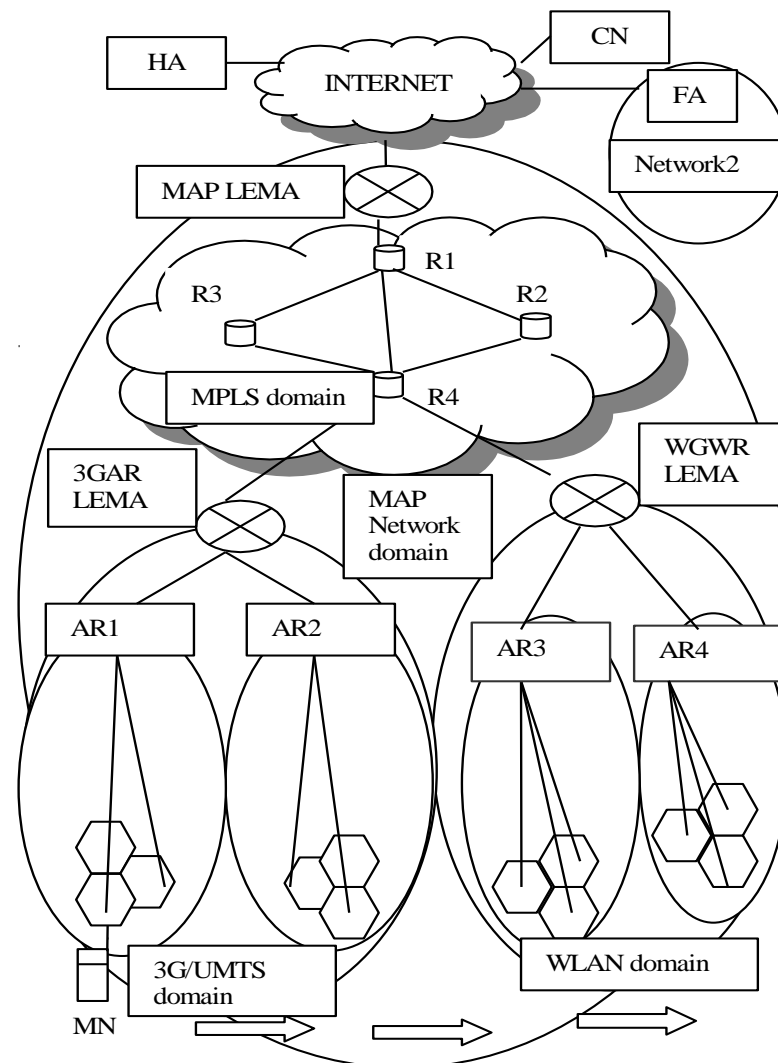 CN
HA
INTERNET
FA
Network2
MAP LEMA
R1
R3
R2
MPLS domain
R4
3GAR
LEMA
WGWR
LEMA
MAP
Network
domain
AR1
AR2
AR3
AR4
3G/UMTS
domain
WLAN domain
MN